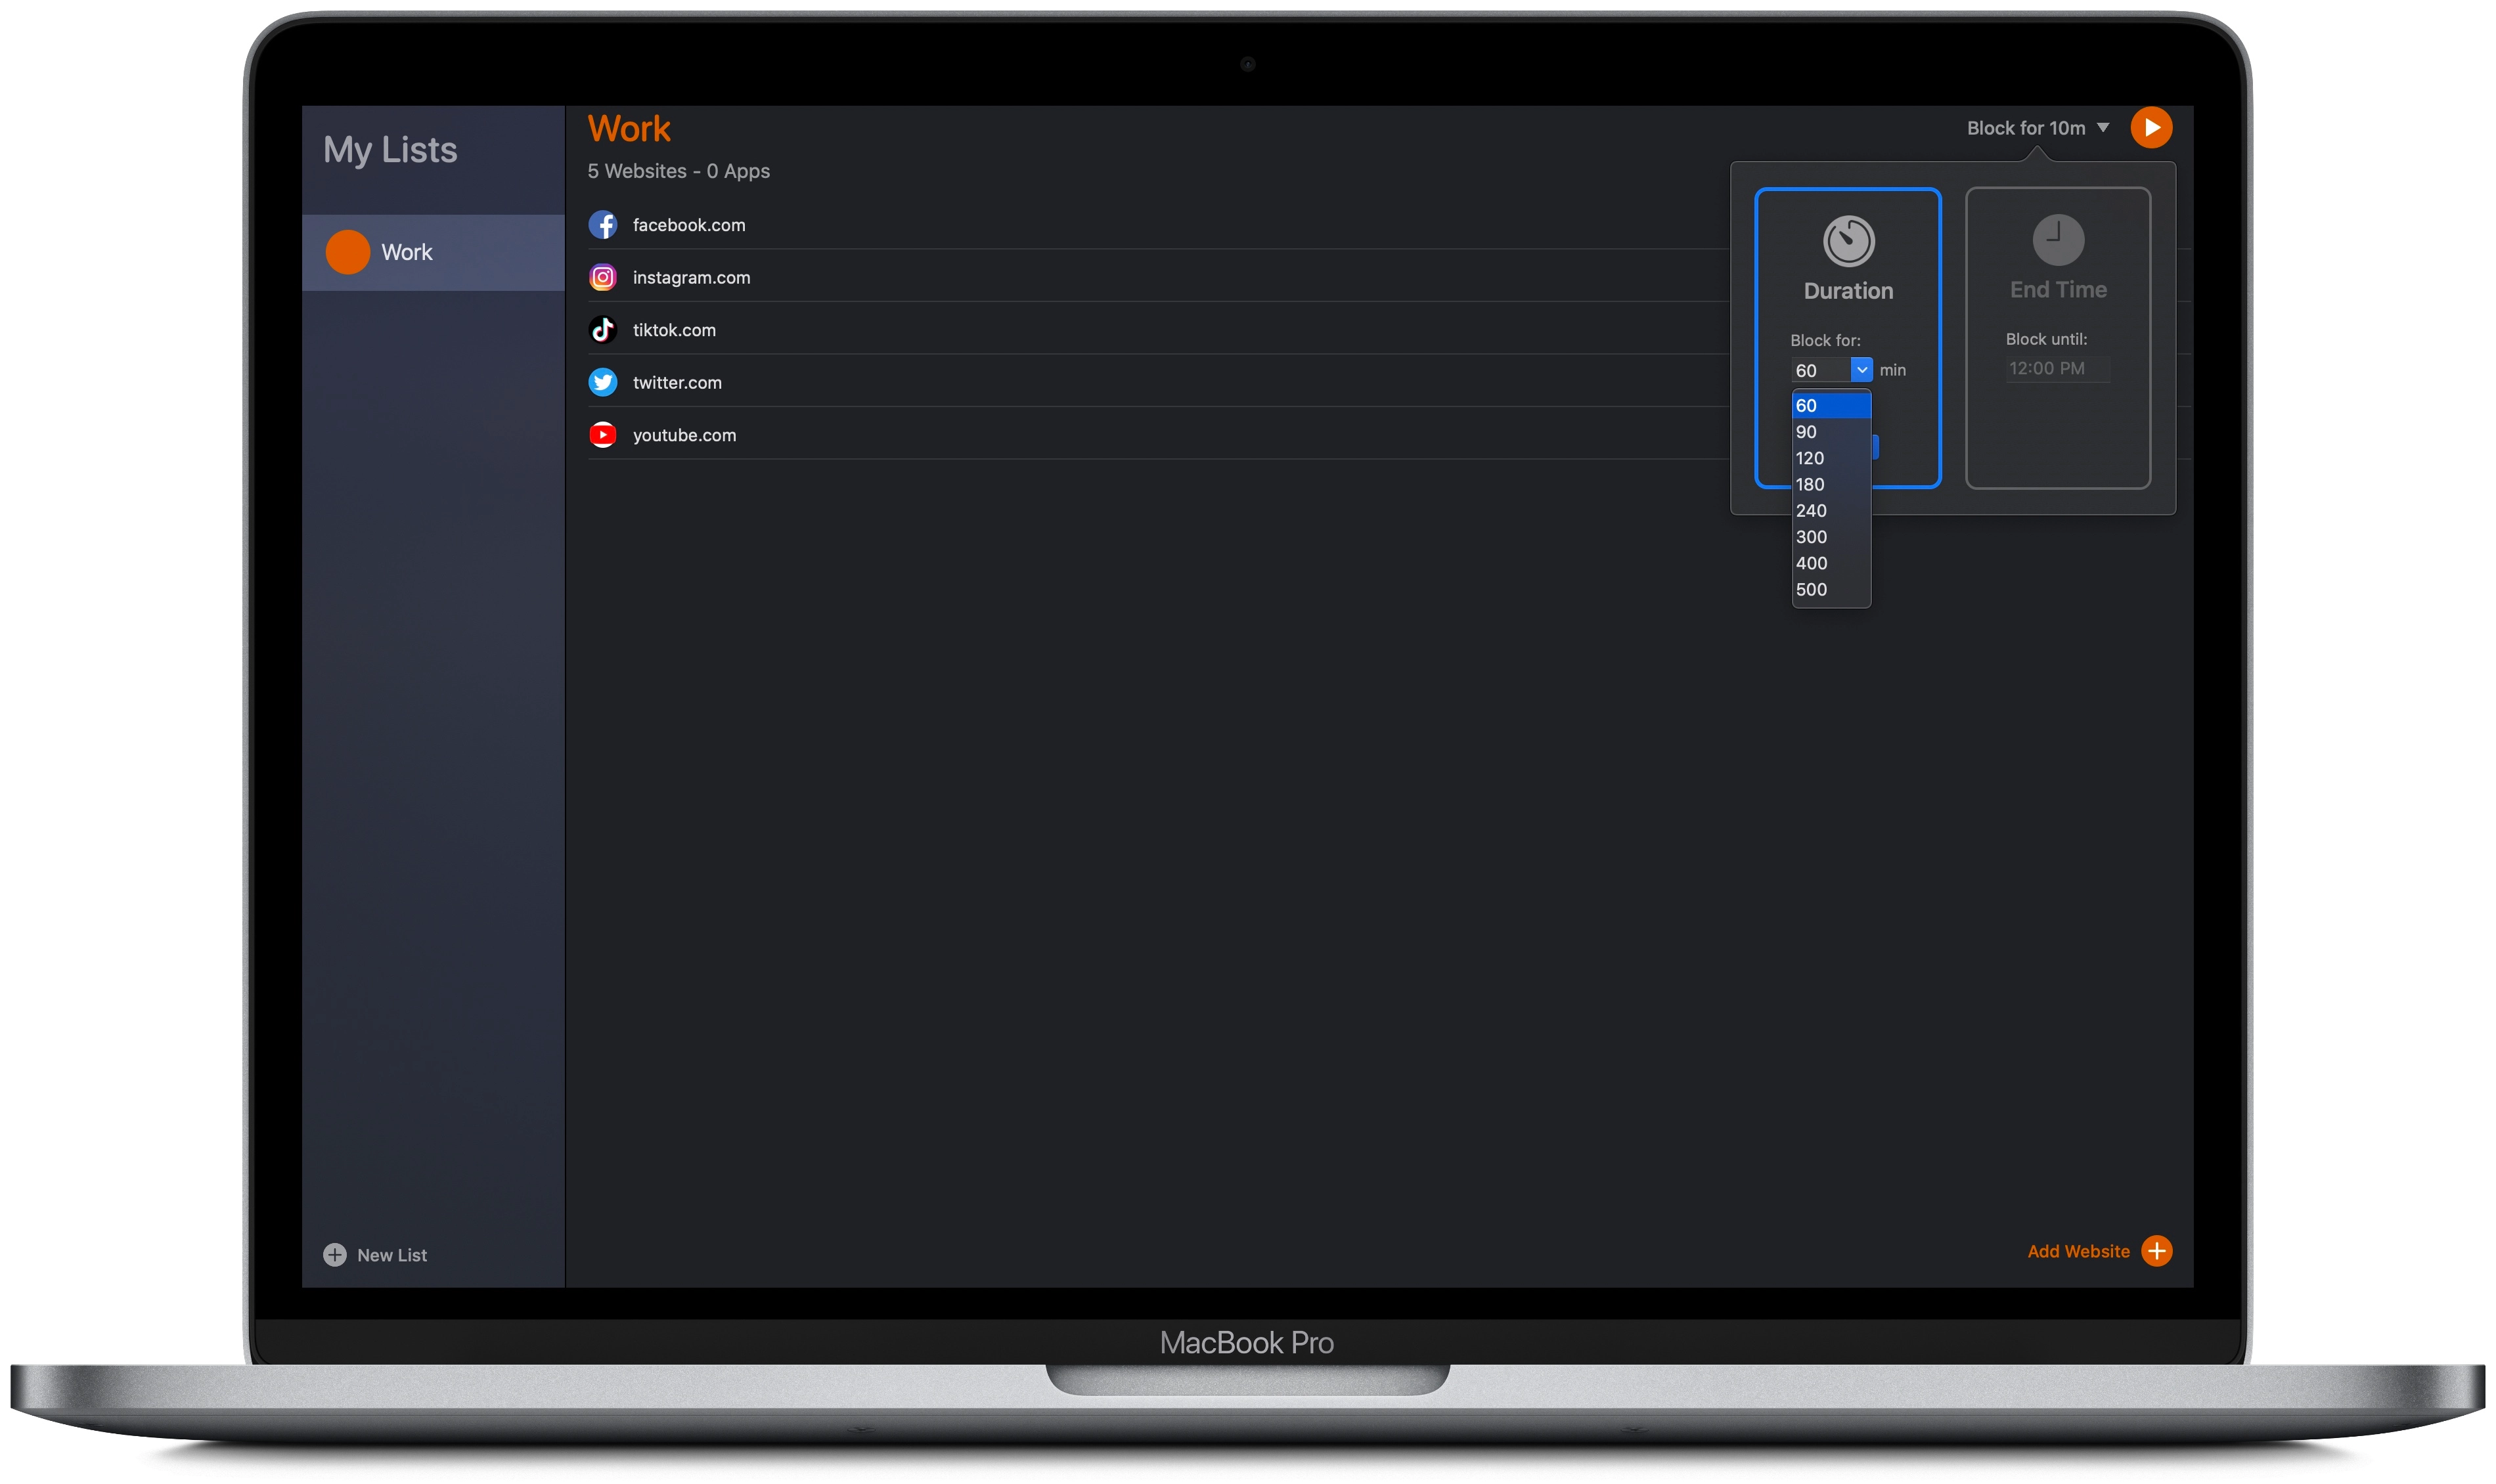 My Lists
Work
New List
Work
5 Websites - 0 Apps
facebook.com
instagram.com
tiktok.com
twitter.com
youtube.com
Block for 10m
Duration
Block for:
60 min
60
90
120
180
240
300
400
500
End Time
Block until:
12:00 PM
Add Website
MacBook Pro